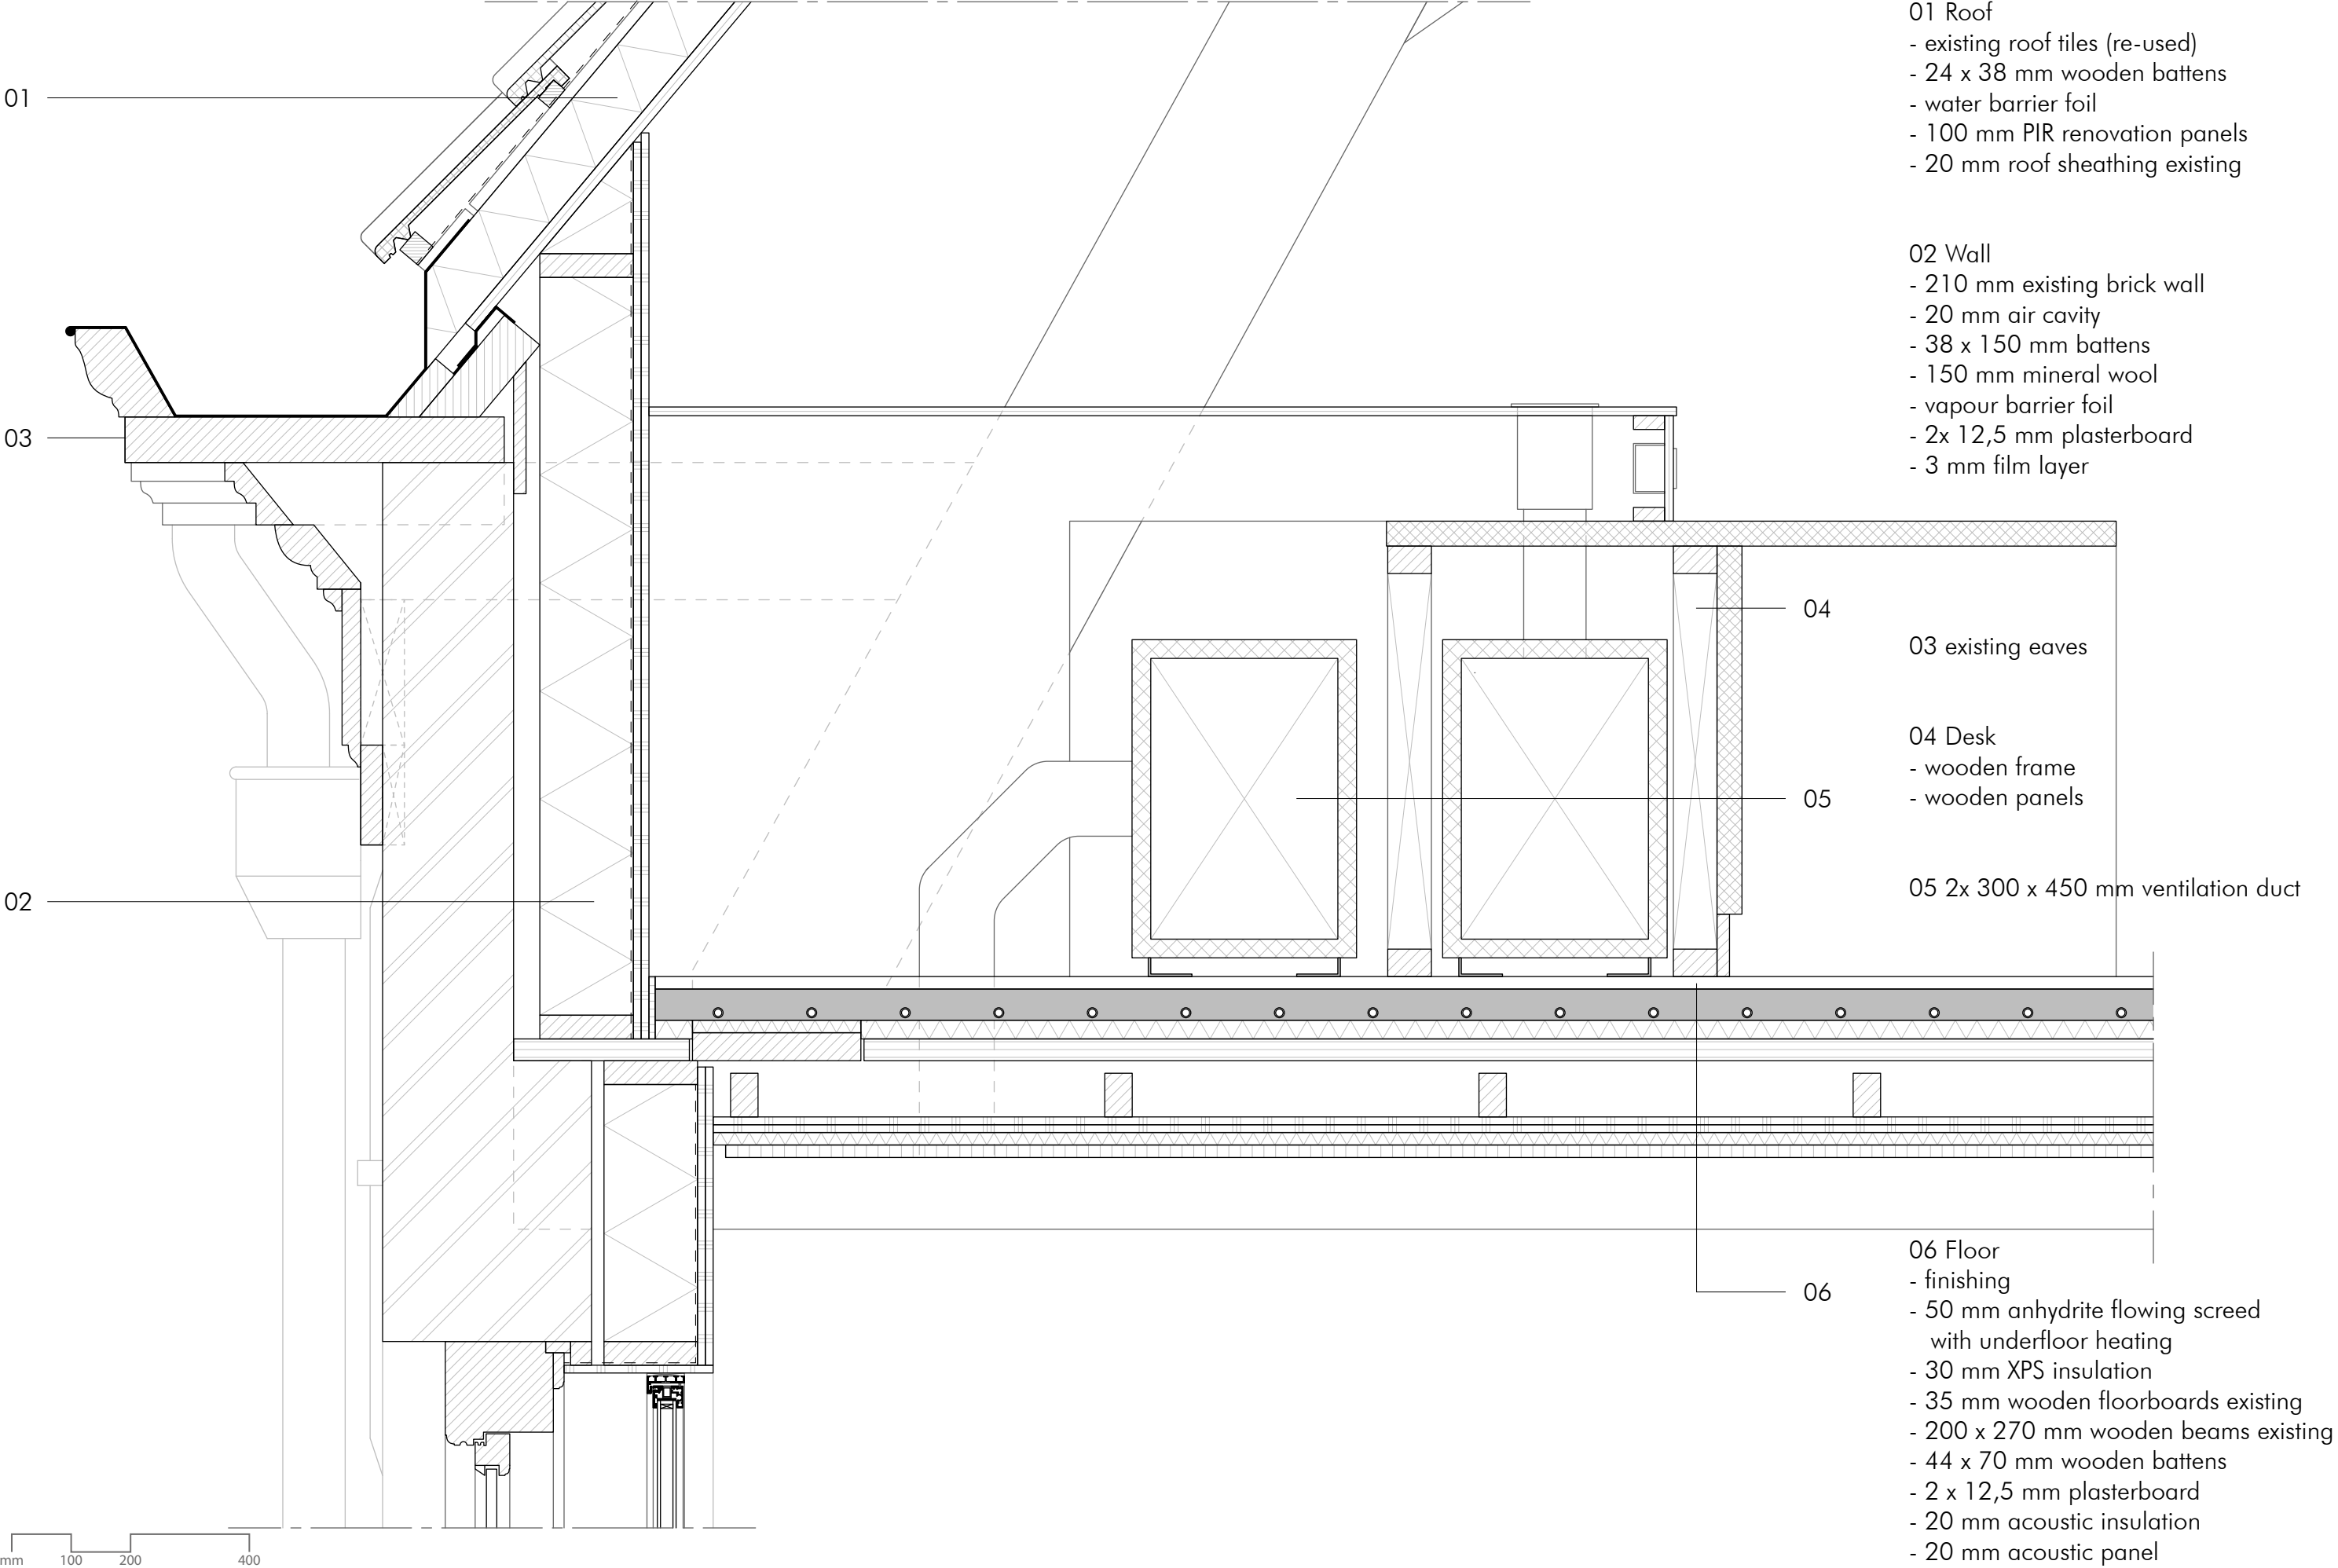 01 Roof
- existing roof tiles (re-used)
- 24 x 38 mm wooden battens
- water barrier foil
- 100 mm PIR renovation panels
- 20 mm roof sheathing existing
02 Wall
- 210 mm existing brick wall
- 20 mm air cavity
- 38 x 150 mm battens
- 150 mm mineral wool
- vapour barrier foil
- 2x 12,5 mm plasterboard
- 3 mm film layer
03 existing eaves
04 Desk
- wooden frame
- wooden panels
05 2x 300 x 450 mm ventilation duct
06 Floor
- finishing
- 50 mm anhydrite flowing screed
with underfloor heating
- 30 mm XPS insulation
- 35 mm wooden floorboards existing
- 200 x 270 mm wooden beams existing
- 44 x 70 mm wooden battens
- 2 x 12,5 mm plasterboard
- 20 mm acoustic insulation
- 20 mm acoustic panel
01
03
02
04
05
06
mm 100 200 400